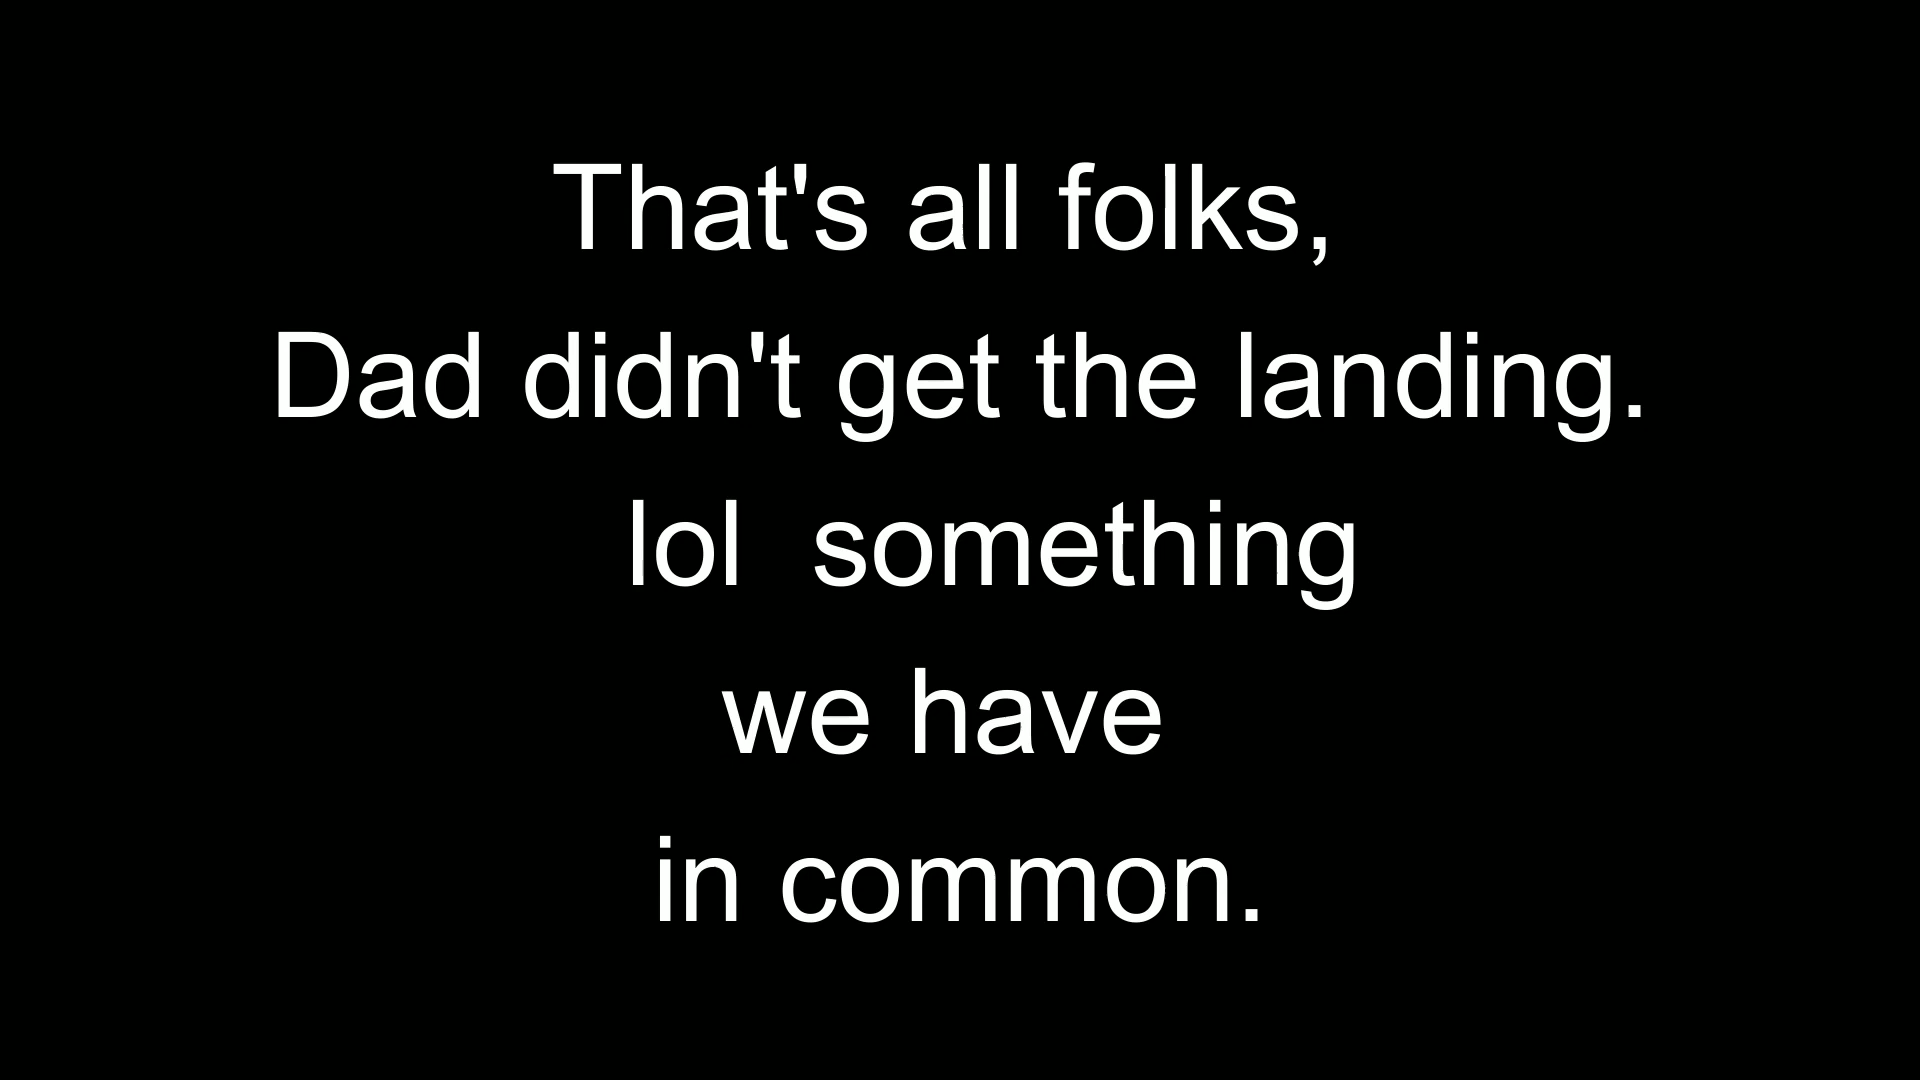 That's all folks,
Dad didn't get the landing.
lol  something
we have
in common.